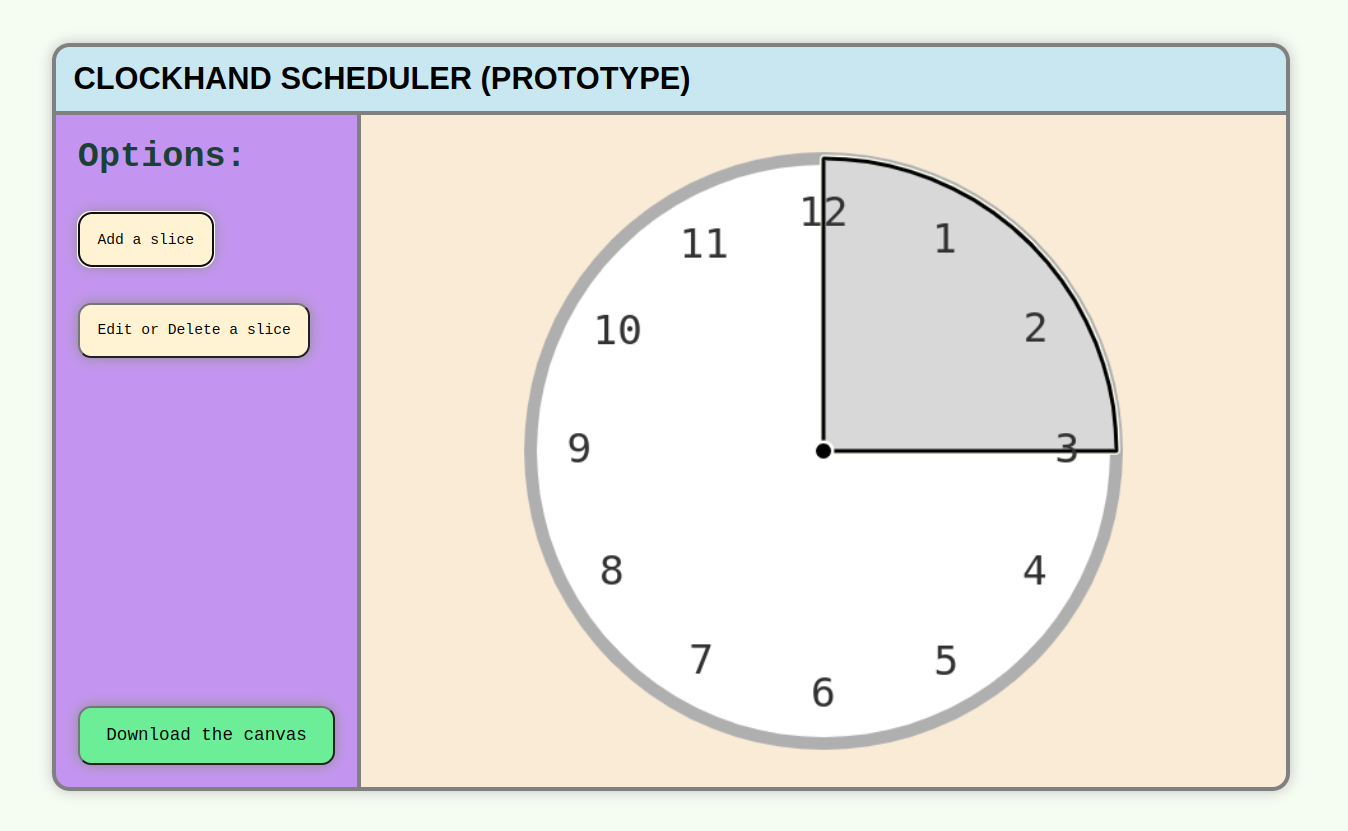 CLOCKHAND SCHEDULER (PROTOTYPE)
Options:
Add a slice
Edit or Delete a slice
Download the canvas
12
1
2
3
4
5
6
7
8
9
10
11